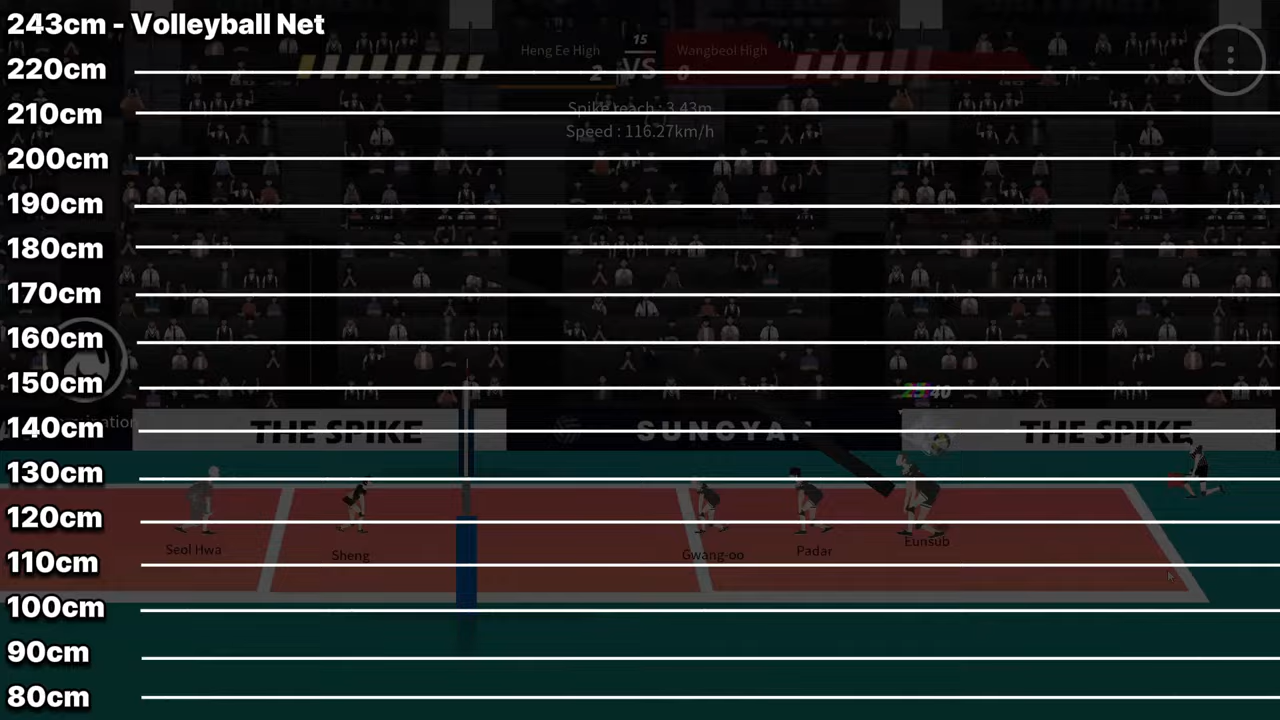 243cm - Volleyball Net
Heng Ee High
15
Wangbeol High
220cm
2 VS 0
Spike reach : 3.43m
210cm
Speed : 116.27km/h
200cm
190cm
180cm
170cm
160cm
150cm
140cm
THE SPIKE
THE SPIKE
130cm
120cm
Seol Hwa
Sheng
Gwang-oo
Padar
Eunsub
110cm
100cm
90cm
80cm